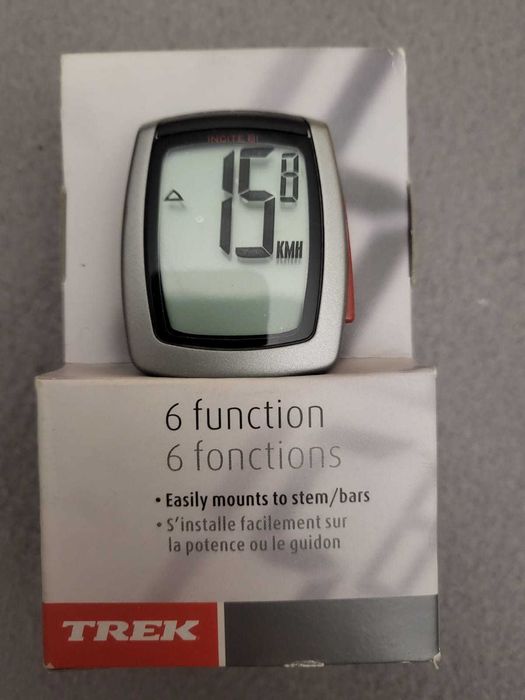 INCITE 6i
15 8
KMH
6 function
6 fonctions
• Easily mounts to stem/bars
• S'installe facilement sur
la potence ou le guidon
TREK